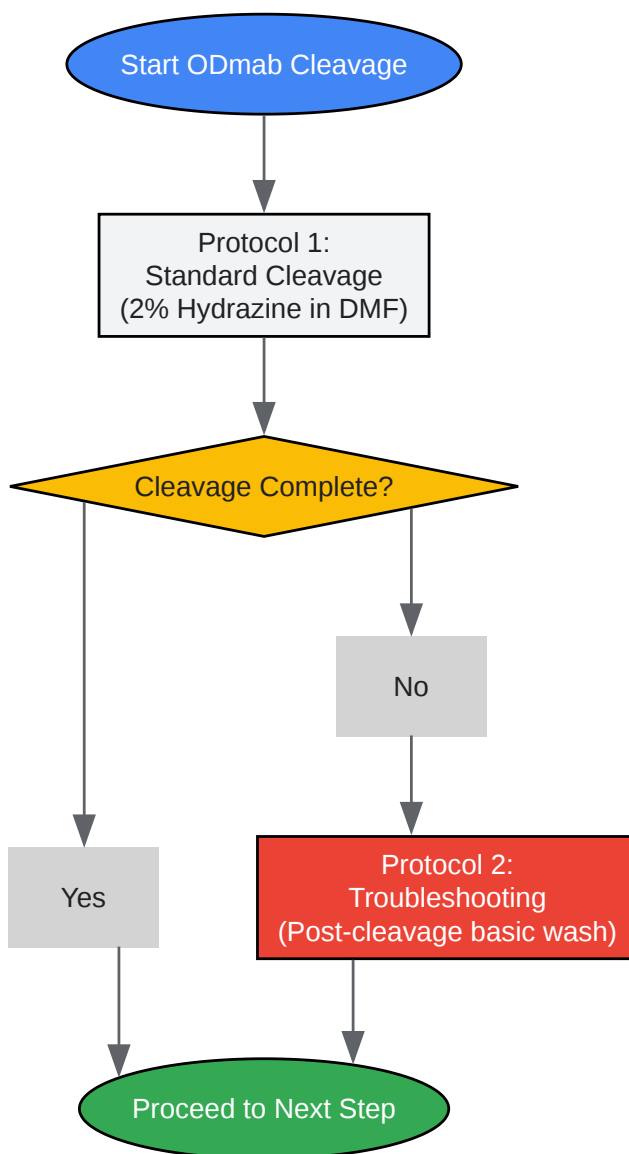 Start ODmab Cleavage
Protocol 1:
Standard Cleavage
(2% Hydrazine in DMF)
Cleavage Complete?
No
Protocol 2:
Troubleshooting
(Post-cleavage basic wash)
Yes
Proceed to Next Step